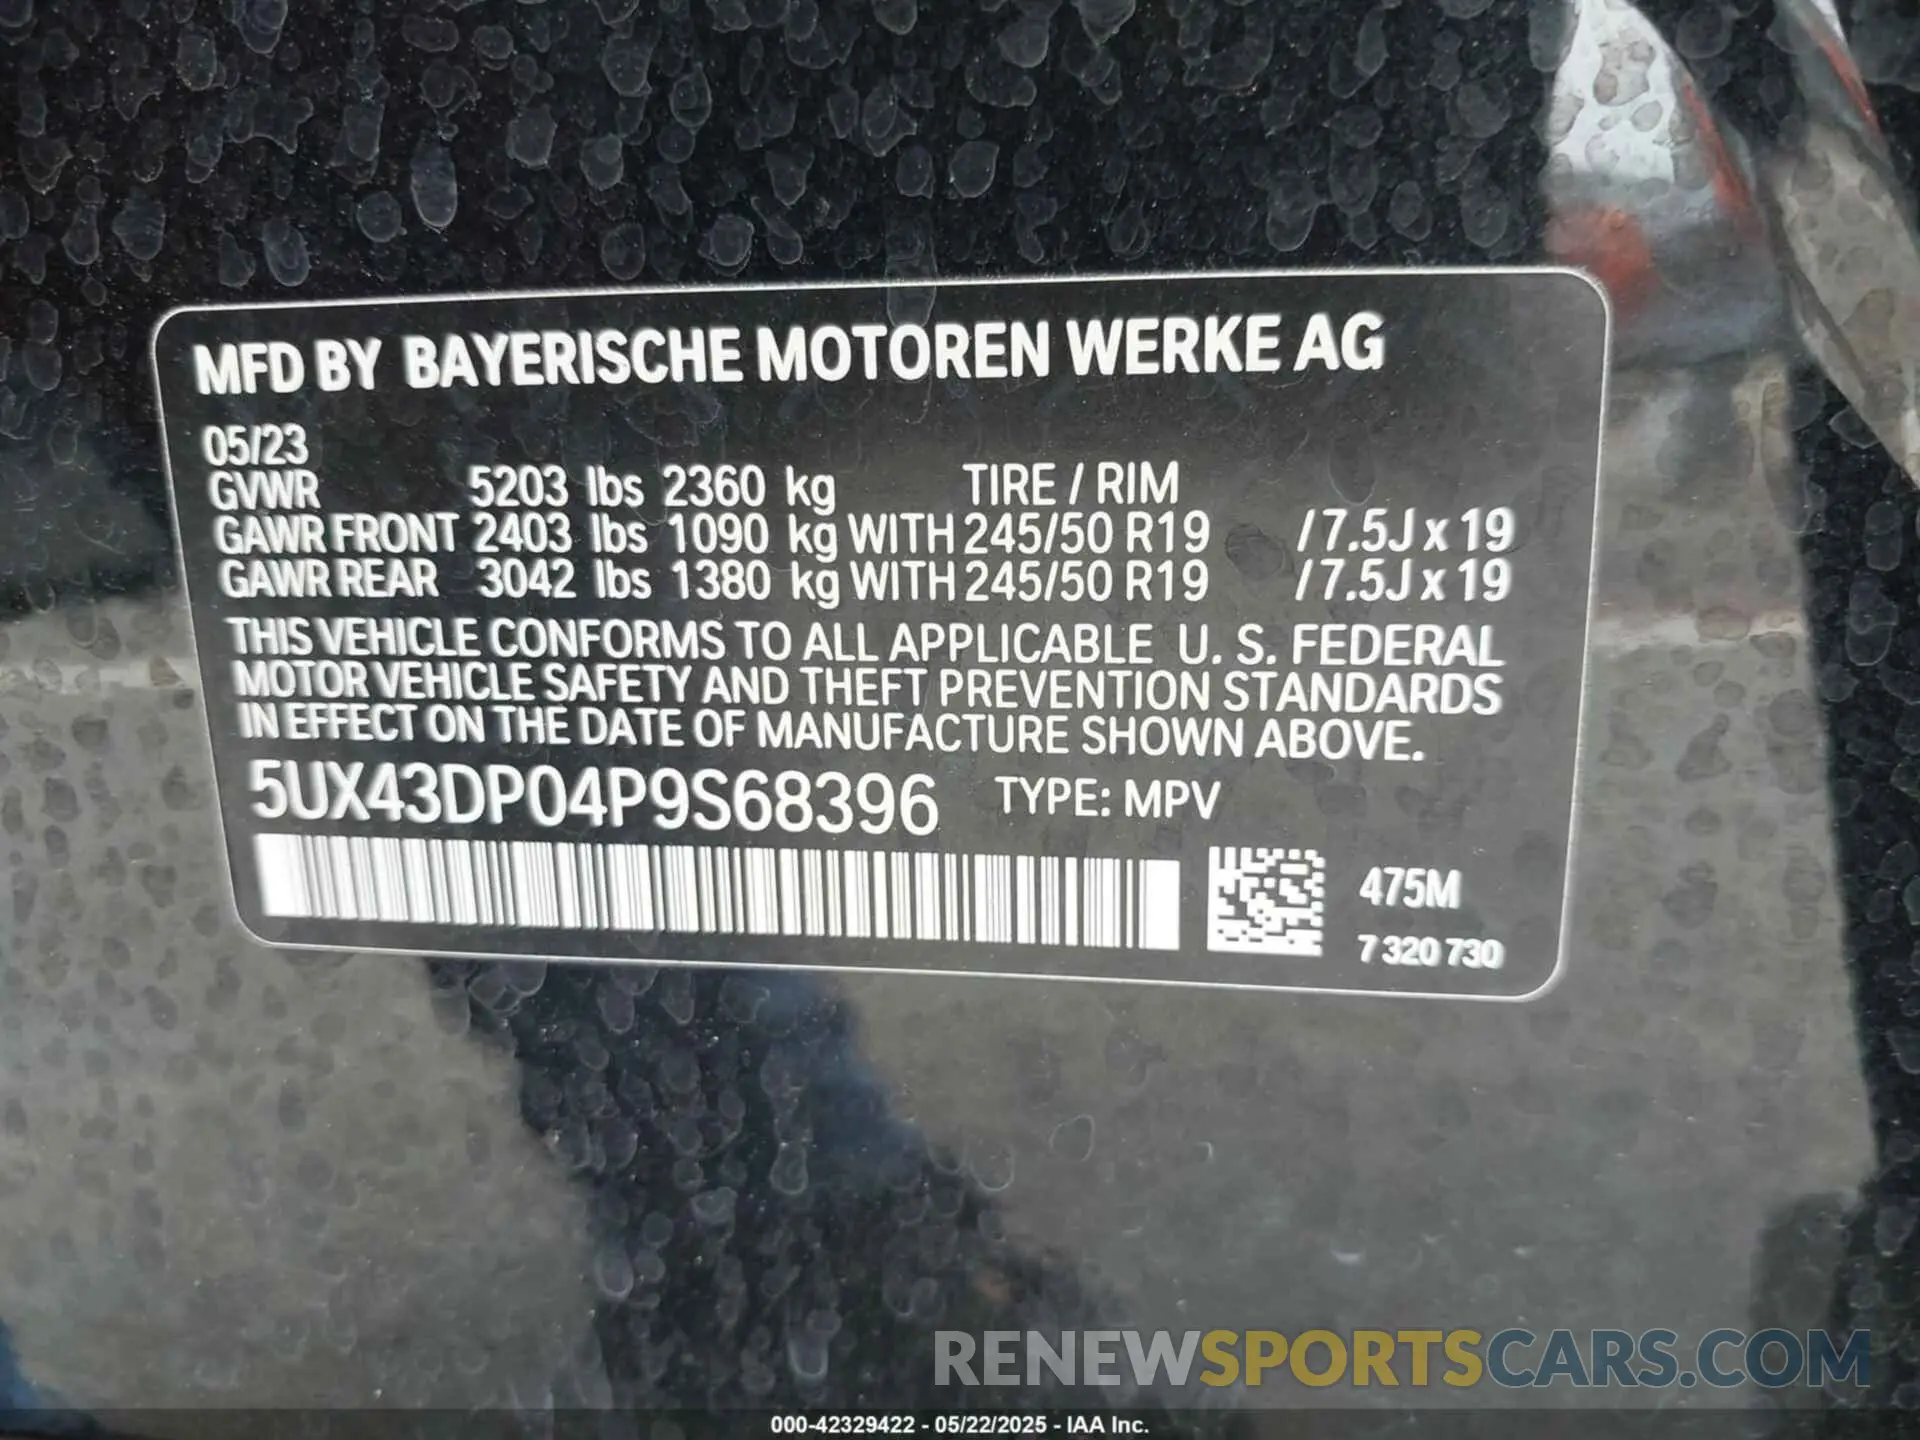 MFD BY BAYERISCHE MOTOREN WERKE AG
05/23
GVWR 5203 lbs 2360 kg TIRE / RIM
GAWR FRONT 2403 lbs 1090 kg WITH 245/50 R19 / 7.5J x 19
GAWR REAR 3042 lbs 1380 kg WITH 245/50 R19 / 7.5J x 19
THIS VEHICLE CONFORMS TO ALL APPLICABLE U. S. FEDERAL
MOTOR VEHICLE SAFETY AND THEFT PREVENTION STANDARDS
IN EFFECT ON THE DATE OF MANUFACTURE SHOWN ABOVE.
5UX43DP04P9S68396 TYPE: MPV
475M
7 320 730
RENEWSPORTSCARS.COM
000-42329422 - 05/22/2025 - IAA Inc.